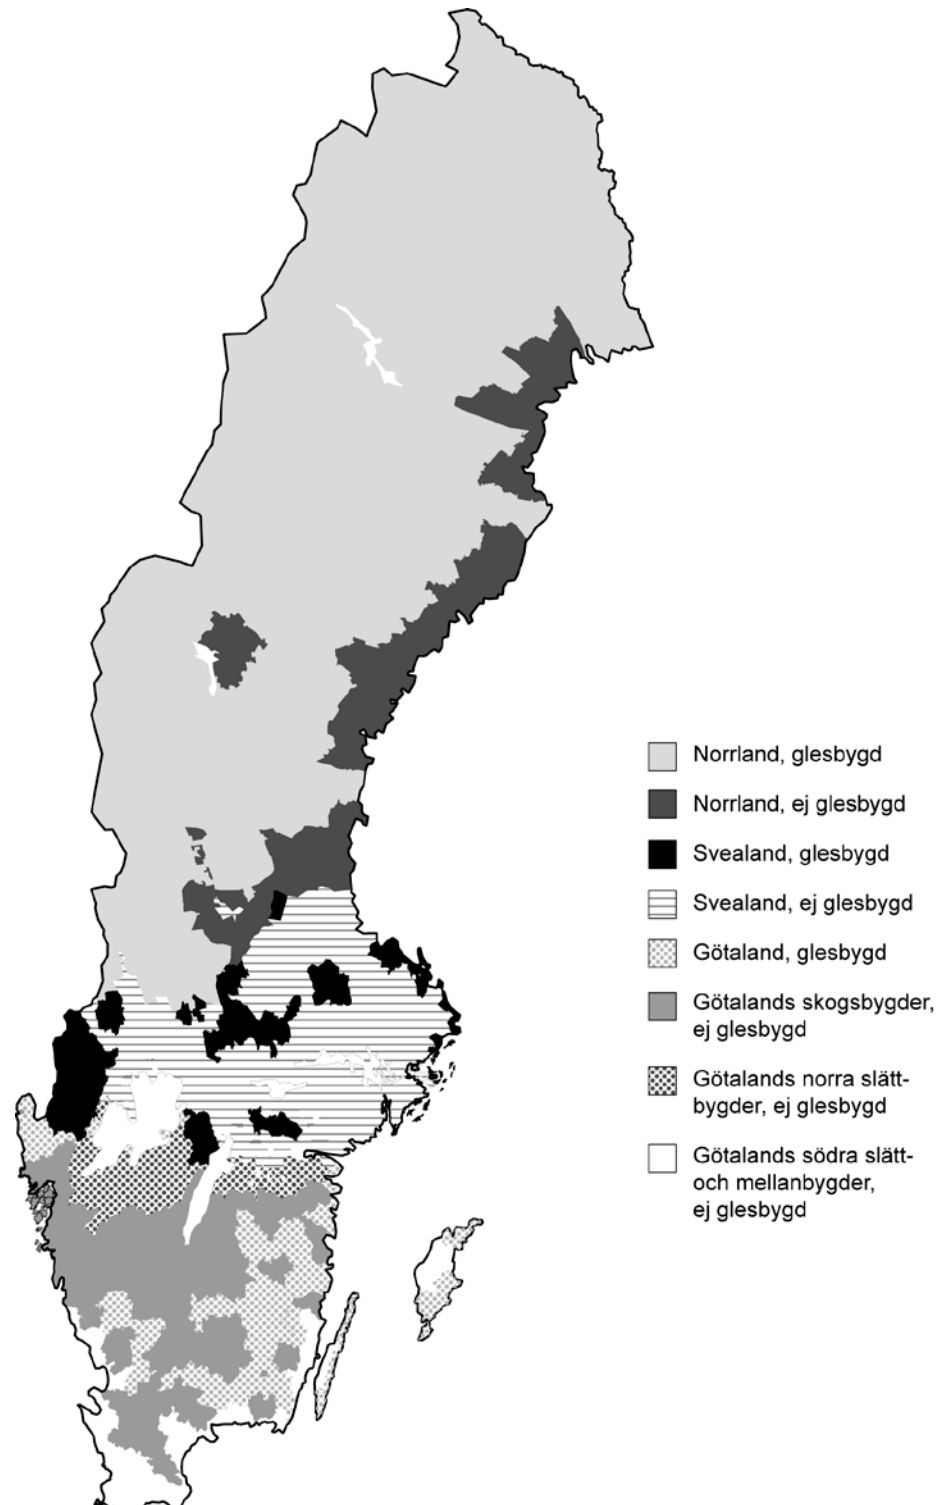 Norrland, glesbygd
Norrland, ej glesbygd
Svealand, glesbygd
Svealand, ej glesbygd
Götaland, glesbygd
Götalands skogsbygder,
ej glesbygd
Götalands norra slätt-
bygder, ej glesbygd
Götalands södra slätt-
och mellanbygder,
ej glesbygd